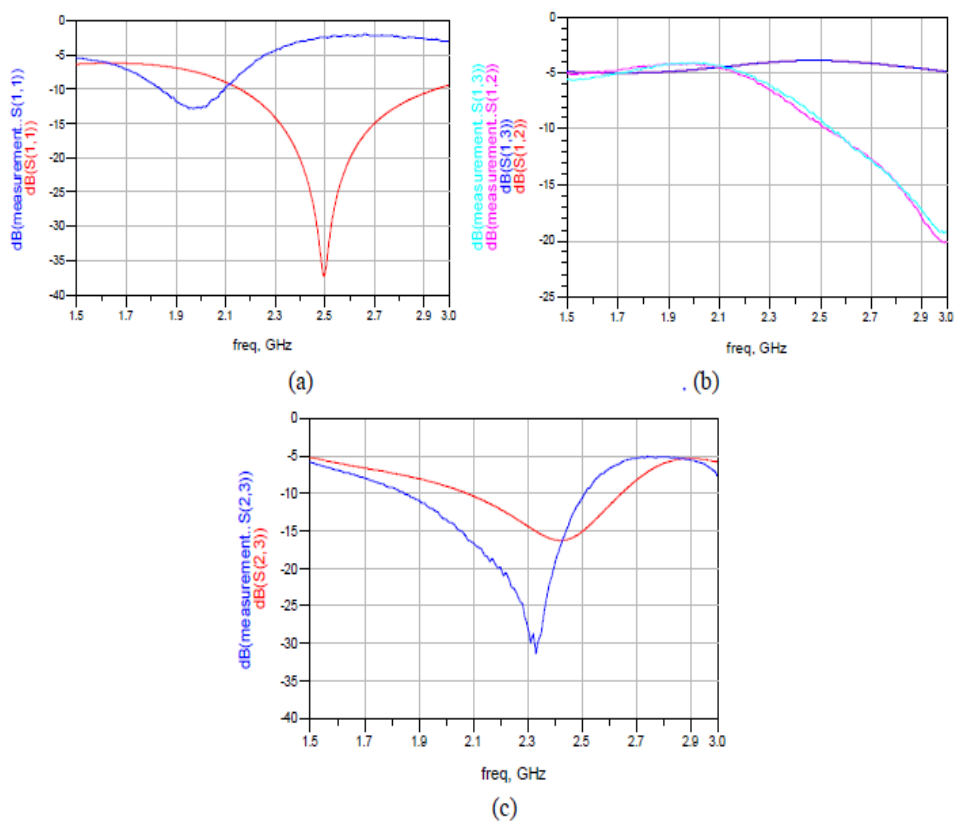 dB(measurement..S(1,1))
dB(S(1,1))
0
-5
-10
-15
-20
-25
-30
-35
-40
1.5 1.7 1.9 2.1 2.3 2.5 2.7 2.9 3.0
freq, GHz
(a)
dB(measurement..S(1,3))
dB(measurement..S(1,2))
dB(S(1,3))
dB(S(1,2))
0
-5
-10
-15
-20
-25
1.5 1.7 1.9 2.1 2.3 2.5 2.7 2.9 3.0
freq, GHz
. (b)
dB(measurement..S(2,3))
dB(S(2,3))
0
-5
-10
-15
-20
-25
-30
-35
-40
1.5 1.7 1.9 2.1 2.3 2.5 2.7 2.9 3.0
freq, GHz
(c)